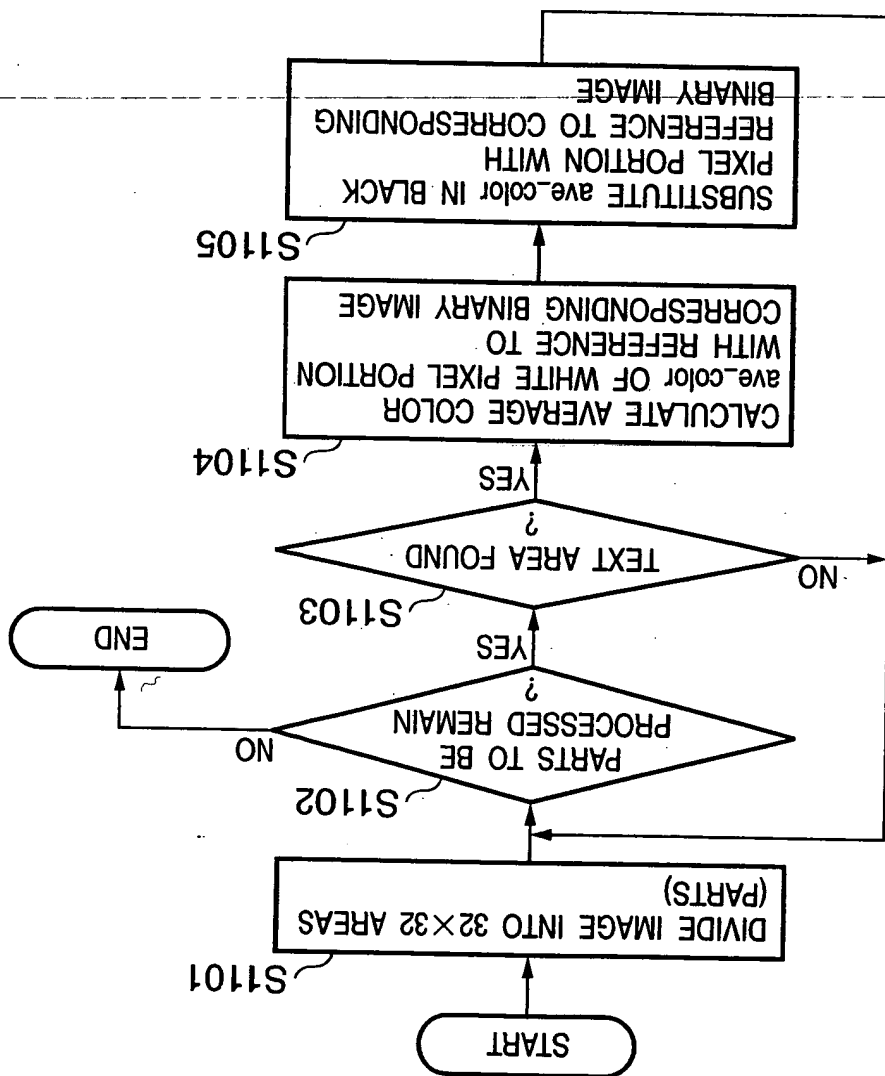 START
S1101
DIVIDE IMAGE INTO 32×32 AREAS
(PARTS)
S1102
PARTS TO BE
PROCESSED REMAIN
?
NO
END
YES
S1103
TEXT AREA FOUND
?
NO
YES
S1104
CALCULATE AVERAGE COLOR
ave_color OF WHITE PIXEL PORTION
WITH REFERENCE TO
CORRESPONDING BINARY IMAGE
S1105
SUBSTITUTE ave_color IN BLACK
PIXEL PORTION WITH
REFERENCE TO CORRESPONDING
BINARY IMAGE